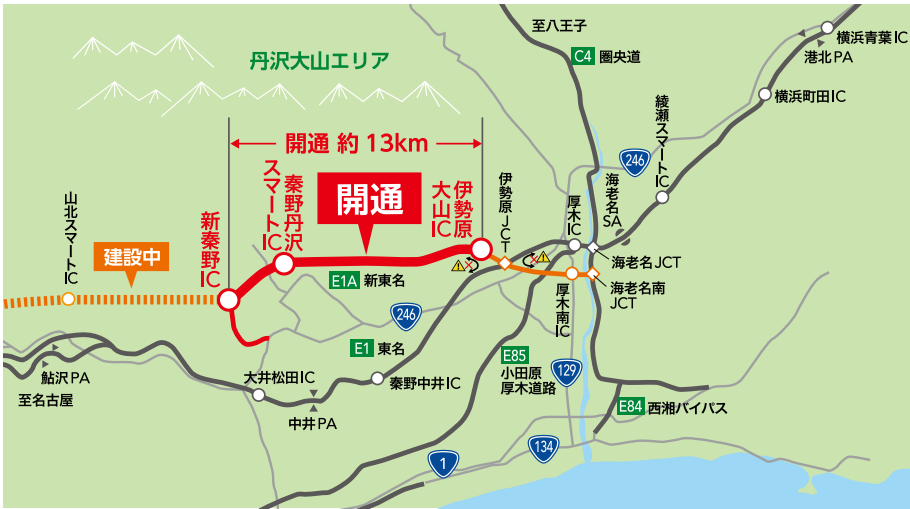 至八王子
C4 圏央道
横浜青葉IC
港北PA
丹沢大山エリア
横浜町田IC
綾瀬スマートIC
開通 約 13km
246
海老名SA
伊勢原JCT
厚木IC
伊勢原大山IC
秦野丹沢スマートIC
開通
新秦野IC
山北スマートIC
建設中
海老名JCT
E1A 新東名
海老名南JCT
厚木南IC
246
E1 東名
E85
小田原厚木道路
129
鮎沢PA
至名古屋
大井松田IC
秦野中井IC
中井PA
E84 西湘バイパス
134
1